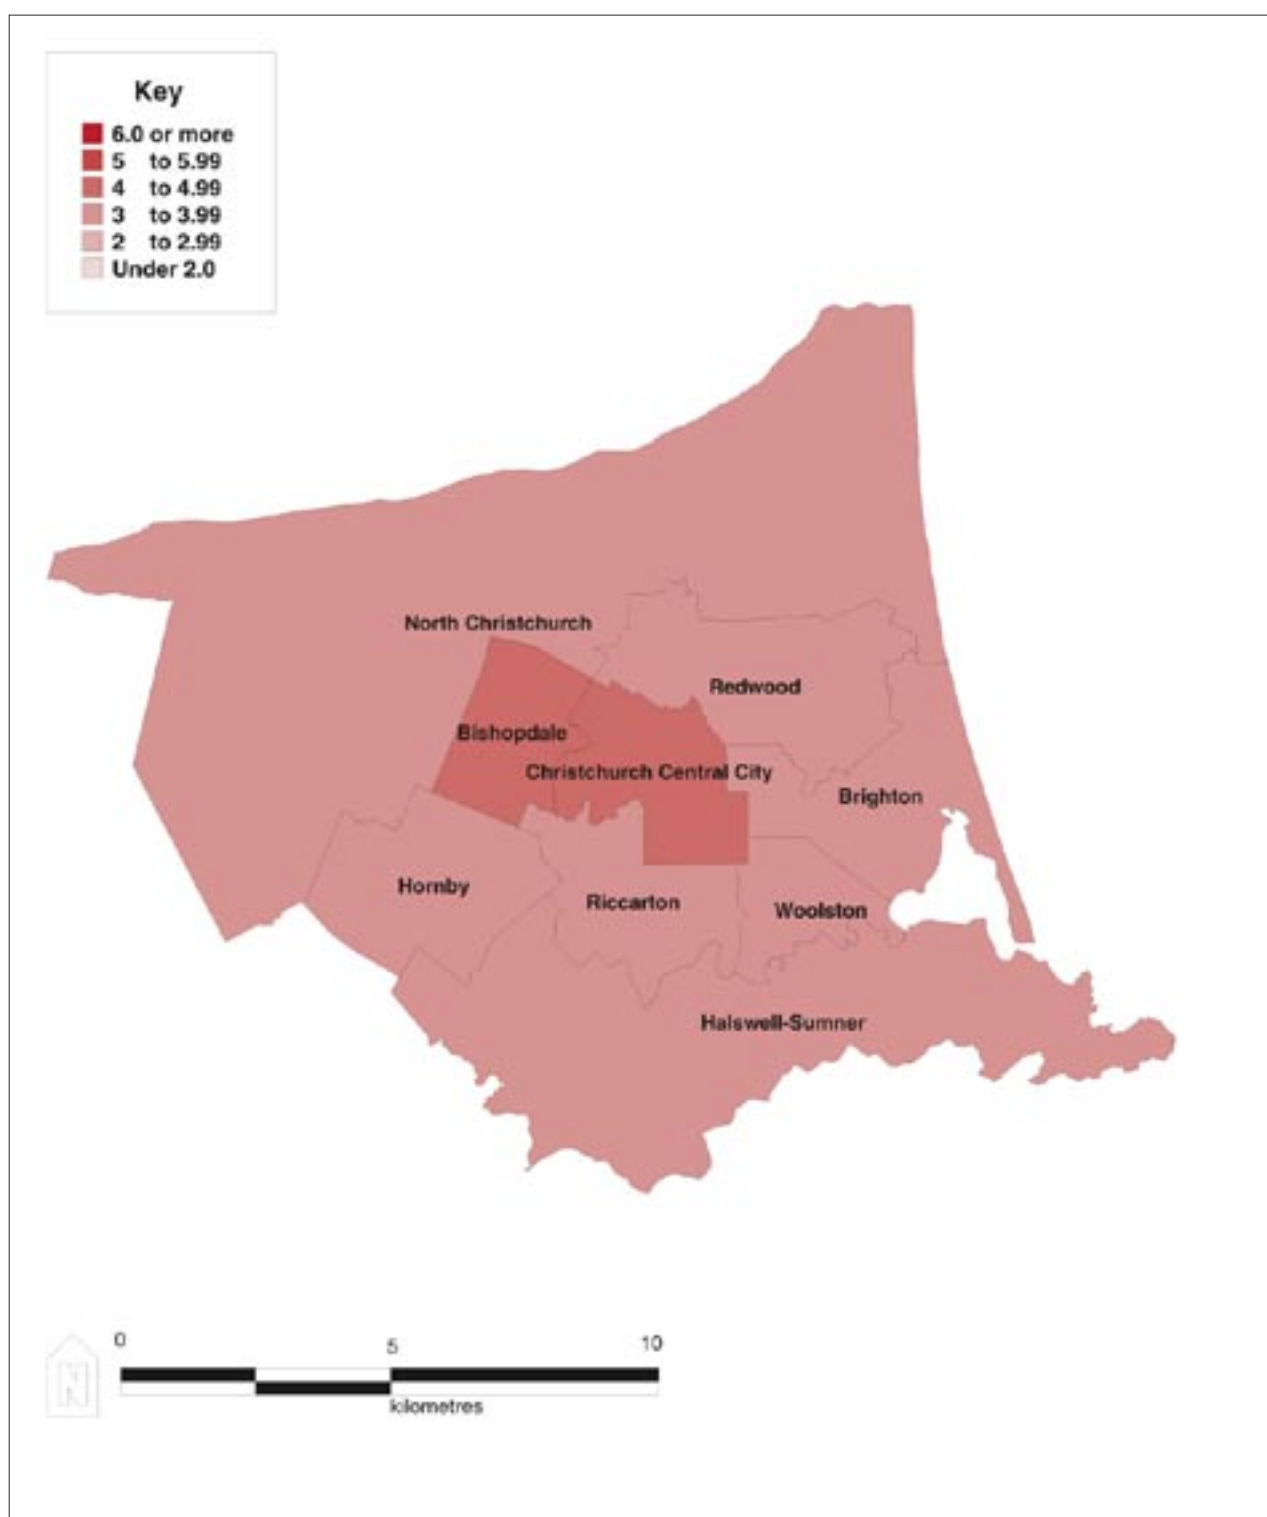 Key
6.0 or more
5 to 5.99
4 to 4.99
3 to 3.99
2 to 2.99
Under 2.0
North Christchurch
Redwood
Bishopdale
Christchurch Central City
Brighton
Hornby
Riccarton
Woolston
Halswell-Sumner
0 5 10
N
kilometres